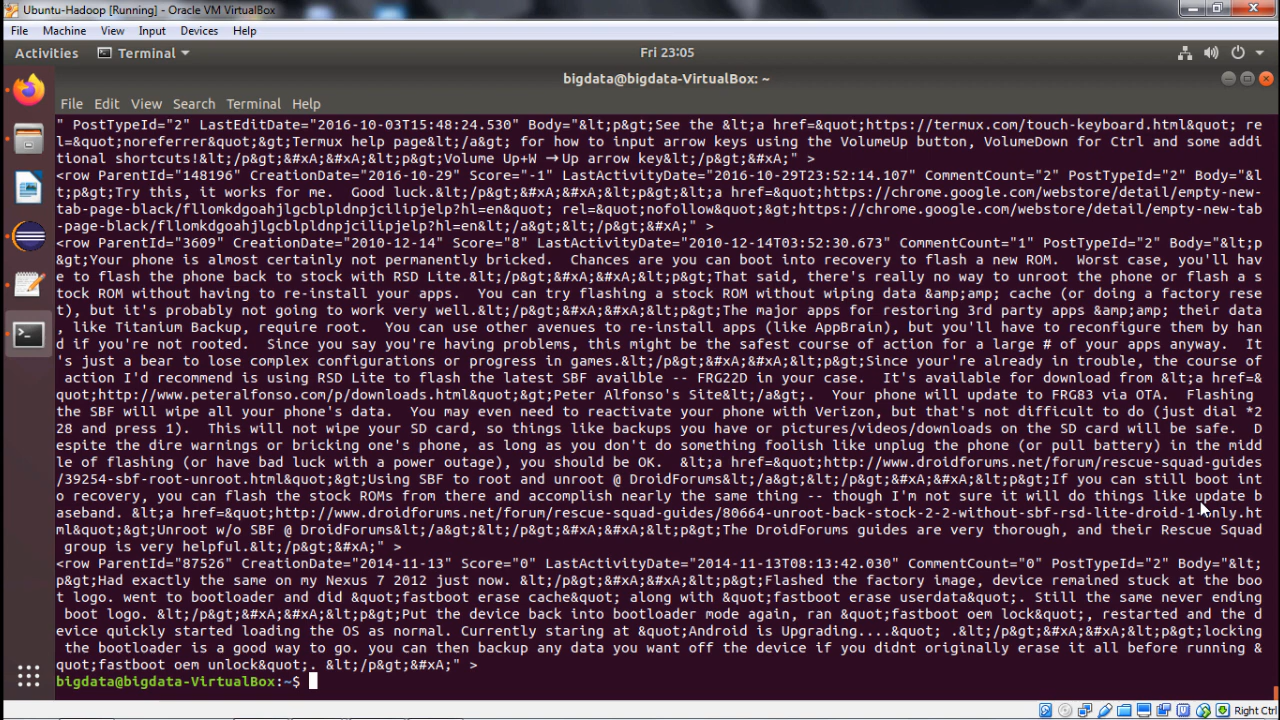 Ubuntu-Hadoop [Running] - Oracle VM VirtualBox
File Machine View Input Devices Help
Activities Terminal Fri 23:05
bigdata@bigdata-VirtualBox: ~
File Edit View Search Terminal Help
" PostTypeId="2" LastEditDate="2016-10-03T15:48:24.530" Body="&lt;p&gt;See the &lt;a href=&quot;https://termux.com/touch-keyboard.html&quot; re
l=&quot;noreferrer&quot;&gt;Termux help page&lt;/a&gt; for how to input arrow keys using the VolumeUp button, VolumeDown for Ctrl and some addi
tional shortcuts!&lt;/p&gt;&#xA;&#xA;&lt;p&gt;Volume Up+W →Up arrow key&lt;/p&gt;&#xA;" >
<row ParentId="148196" CreationDate="2016-10-29" Score="-1" LastActivityDate="2016-10-29T23:52:14.107" CommentCount="2" PostTypeId="2" Body="&l
t;p&gt;Try this, it works for me.  Good luck.&lt;/p&gt;&#xA;&#xA;&lt;p&gt;&lt;a href=&quot;https://chrome.google.com/webstore/detail/empty-new-
tab-page-black/fllomkdgoahjlgcblpldnpjcilipjelp?hl=en&quot; rel=&quot;nofollow&quot;&gt;https://chrome.google.com/webstore/detail/empty-new-tab
-page-black/fllomkdgoahjlgcblpldnpjcilipjelp?hl=en&lt;/a&gt;&lt;/p&gt;&#xA;" >
<row ParentId="3609" CreationDate="2010-12-14" Score="8" LastActivityDate="2010-12-14T03:52:30.673" CommentCount="1" PostTypeId="2" Body="&lt;p
&gt;Your phone is almost certainly not permanently bricked.  Chances are you can boot into recovery to flash a new ROM.  Worst case, you'll hav
e to flash the phone back to stock with RSD Lite.&lt;/p&gt;&#xA;&#xA;&lt;p&gt;That said, there's really no way to unroot the phone or flash a s
tock ROM without having to re-install your apps.  You can try flashing a stock ROM without wiping data &amp;amp; cache (or doing a factory rese
t), but it's probably not going to work very well.&lt;/p&gt;&#xA;&#xA;&lt;p&gt;The major apps for restoring 3rd party apps &amp;amp; their data
, like Titanium Backup, require root.  You can use other avenues to re-install apps (like AppBrain), but you'll have to reconfigure them by han
d if you're not rooted.  Since you say you're having problems, this might be the safest course of action for a large # of your apps anyway.  It
's just a bear to lose complex configurations or progress in games.&lt;/p&gt;&#xA;&#xA;&lt;p&gt;Since your're already in trouble, the course of
 action I'd recommend is using RSD Lite to flash the latest SBF availble -- FRG22D in your case.  It's available for download from &lt;a href=&
quot;http://www.peteralfonso.com/p/downloads.html&quot;&gt;Peter Alfonso's Site&lt;/a&gt;.  Your phone will update to FRG83 via OTA.  Flashing 
the SBF will wipe all your phone's data.  You may even need to reactivate your phone with Verizon, but that's not difficult to do (just dial *2
28 and press 1).  This will not wipe your SD card, so things like backups you have or pictures/videos/downloads on the SD card will be safe.  D
espite the dire warnings or bricking one's phone, as long as you don't do something foolish like unplug the phone (or pull battery) in the midd
le of flashing (or have bad luck with a power outage), you should be OK.  &lt;a href=&quot;http://www.droidforums.net/forum/rescue-squad-guides
/39254-sbf-root-unroot.html&quot;&gt;Using SBF to root and unroot @ DroidForums&lt;/a&gt;&lt;/p&gt;&#xA;&#xA;&lt;p&gt;If you can still boot int
o recovery, you can flash the stock ROMs from there and accomplish nearly the same thing -- though I'm not sure it will do things like update b
aseband. &lt;a href=&quot;http://www.droidforums.net/forum/rescue-squad-guides/80664-unroot-back-stock-2-2-without-sbf-rsd-lite-droid-1-only.ht
ml&quot;&gt;Unroot w/o SBF @ DroidForums&lt;/a&gt;&lt;/p&gt;&#xA;&#xA;&lt;p&gt;The DroidForums guides are very thorough, and their Rescue Squad
 group is very helpful.&lt;/p&gt;&#xA;" >
<row ParentId="87526" CreationDate="2014-11-13" Score="0" LastActivityDate="2014-11-13T08:13:42.030" CommentCount="0" PostTypeId="2" Body="&lt;
p&gt;Had exactly the same on my Nexus 7 2012 just now. &lt;/p&gt;&#xA;&#xA;&lt;p&gt;Flashed the factory image, device remained stuck at the boo
t logo. went to bootloader and did &quot;fastboot erase cache&quot; along with &quot;fastboot erase userdata&quot;. Still the same never ending
 boot logo. &lt;/p&gt;&#xA;&#xA;&lt;p&gt;Put the device back into bootloader mode again, ran &quot;fastboot oem lock&quot;, restarted and the d
evice quickly started loading the OS as normal. Currently staring at &quot;Android is Upgrading....&quot; .&lt;/p&gt;&#xA;&#xA;&lt;p&gt;locking
 the bootloader is a good way to go. you can then backup any data you want off the device if you didnt originally erase it all before running &
quot;fastboot oem unlock&quot;. &lt;/p&gt;&#xA;" >
bigdata@bigdata-VirtualBox:~$
Right Ctrl